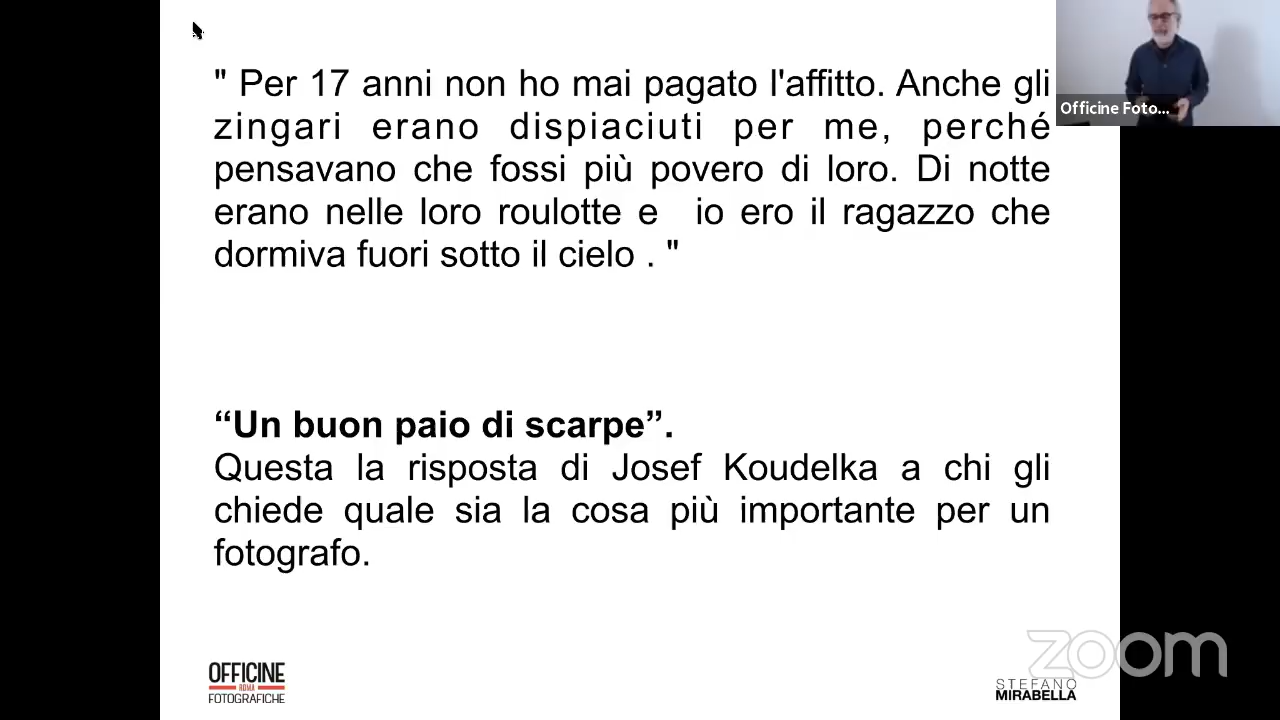 " Per 17 anni non ho mai pagato l'affitto. Anche gli
zingari erano dispiaciuti per me, perché
pensavano che fossi più povero di loro. Di notte
erano nelle loro roulotte e io ero il ragazzo che
dormiva fuori sotto il cielo . "
“Un buon paio di scarpe”.
Questa la risposta di Josef Koudelka a chi gli
chiede quale sia la cosa più importante per un
fotografo.
Officine Foto...
OFFICINE
ROMA
FOTOGRAFICHE
STEFANO
MIRABELLA
zoom